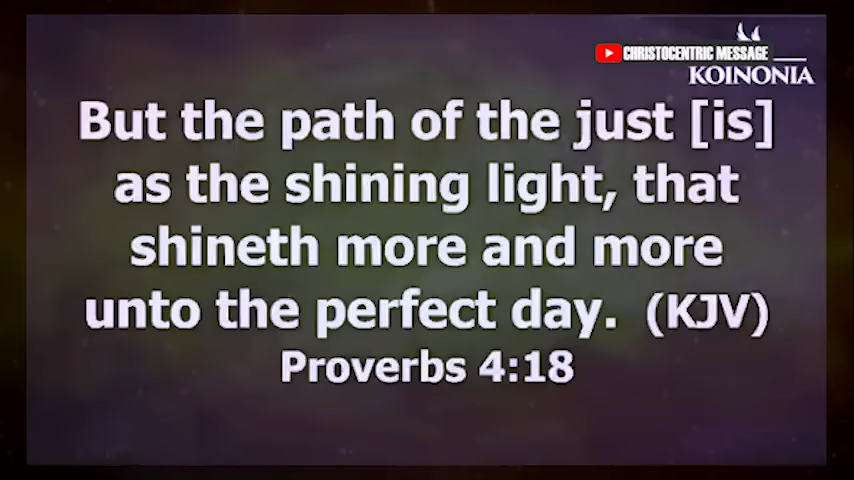 CHRISTOCENTRIC MESSAGE
KOINONIA
But the path of the just [is]
as the shining light, that
shineth more and more
unto the perfect day. (KJV)
Proverbs 4:18